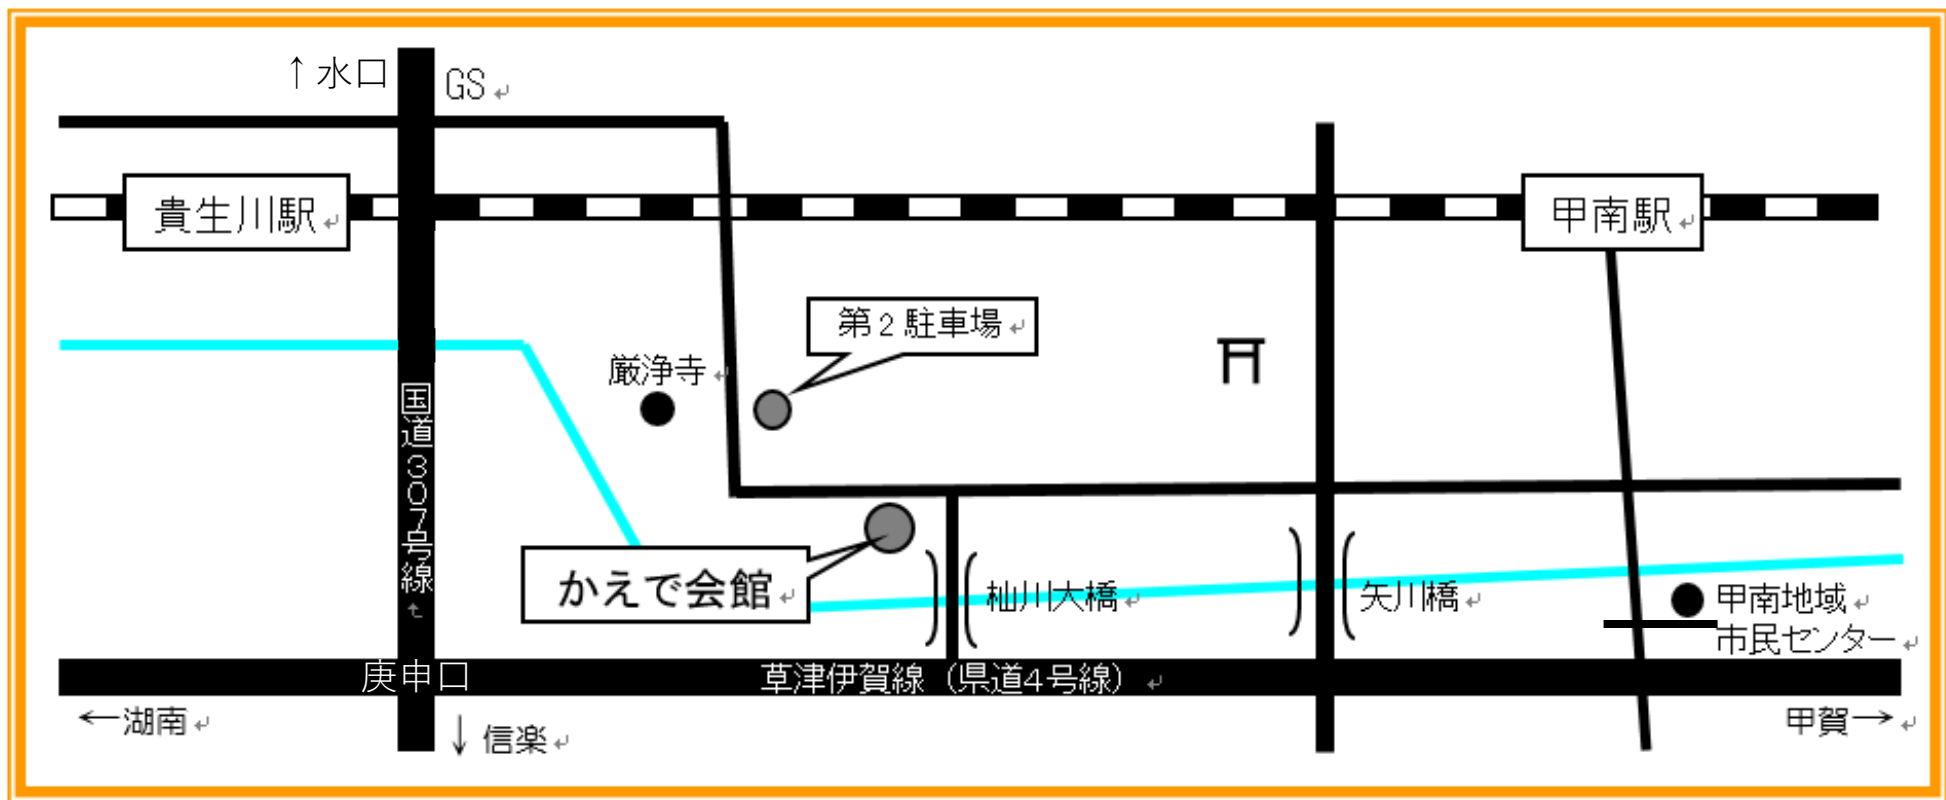 ↑水口
GS
貴生川駅
甲南駅
第2駐車場
厳浄寺
国道307号線
かえで会館
杣川大橋
矢川橋
甲南地域
市民センター
庚申口
草津伊賀線（県道4号線）
←湖南
↓信楽
甲賀→